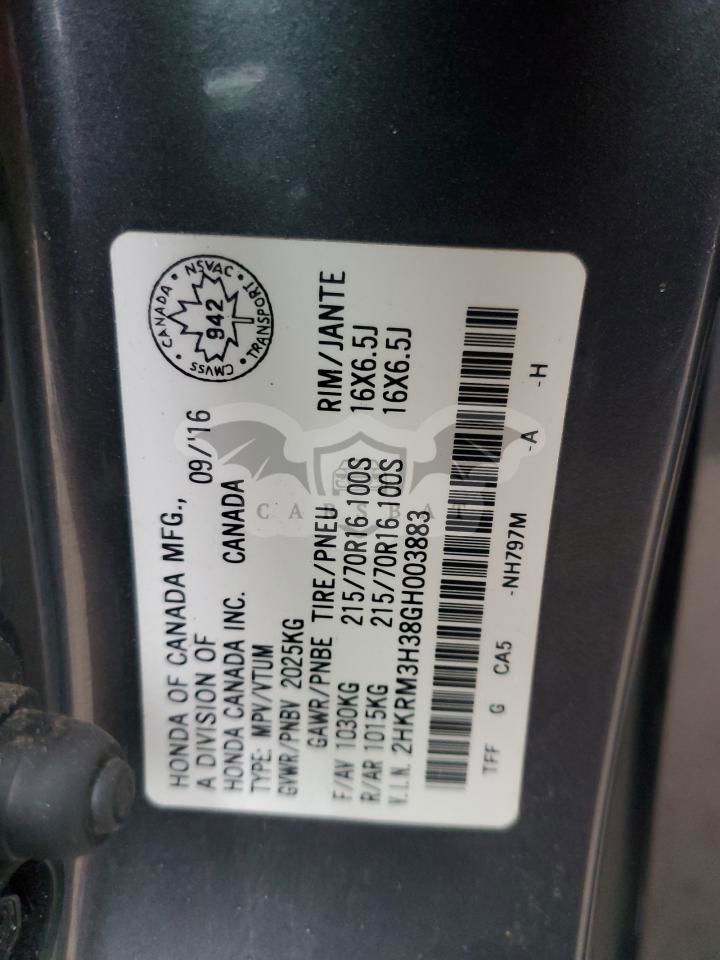 CMVSS • CANADA • NSVAC • TRANSPORT •
942
HONDA OF CANADA MFG.,
A DIVISION OF
HONDA CANADA INC. CANADA 09/'16
TYPE: MPV/VTUM
GVWR/PNBV 2025KG
GAWR/PNBE TIRE/PNEU RIM/JANTE
F/AV 1030KG 215/70R16 100S 16X6.5J
R/AR 1015KG 215/70R16 100S 16X6.5J
V.I.N. 2HKRM3H38GH003883
TFF G CA5 -NH797M -A -H
CARSBAT